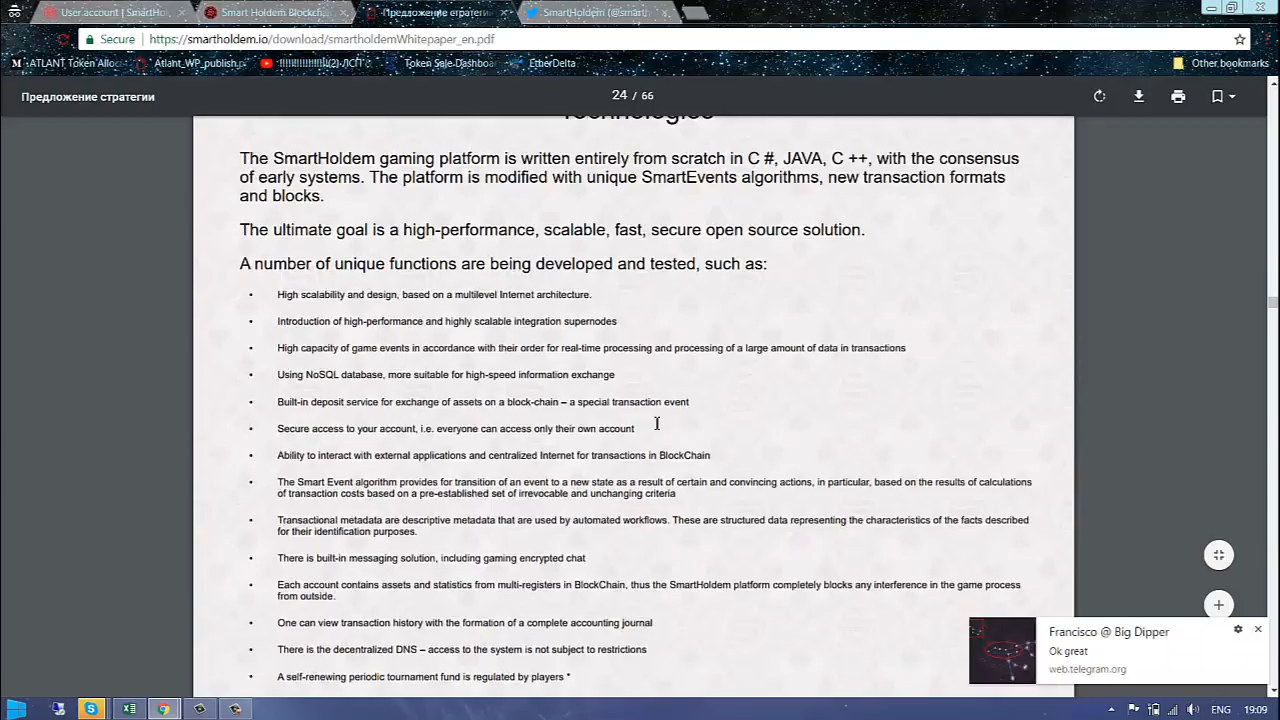 User account | SmartHo
Smart Holdem Blockch
Предложение стратеги
SmartHoldem (@smart
Secure
https://smartholdem.io/download/smartholdemWhitepaper_en.pdf
ATLANT Token Alloc
Atlant_WP_publish.p
!!!!!!!!!!!!!!!!(2)-ЛСП
Token Sale-Dashboa
EtherDelta
Other bookmarks
Предложение стратегии
24 / 66
Technologies
The SmartHoldem gaming platform is written entirely from scratch in C #, JAVA, C ++, with the consensus
of early systems. The platform is modified with unique SmartEvents algorithms, new transaction formats
and blocks.
The ultimate goal is a high-performance, scalable, fast, secure open source solution.
A number of unique functions are being developed and tested, such as:
• High scalability and design, based on a multilevel Internet architecture.
• Introduction of high-performance and highly scalable integration supernodes
• High capacity of game events in accordance with their order for real-time processing and processing of a large amount of data in transactions
• Using NoSQL database, more suitable for high-speed information exchange
• Built-in deposit service for exchange of assets on a block-chain – a special transaction event
• Secure access to your account, i.e. everyone can access only their own account
• Ability to interact with external applications and centralized Internet for transactions in BlockChain
• The Smart Event algorithm provides for transition of an event to a new state as a result of certain and convincing actions, in particular, based on the results of calculations
of transaction costs based on a pre-established set of irrevocable and unchanging criteria
• Transactional metadata are descriptive metadata that are used by automated workflows. These are structured data representing the characteristics of the facts described
for their identification purposes.
• There is built-in messaging solution, including gaming encrypted chat
• Each account contains assets and statistics from multi-registers in BlockChain, thus the SmartHoldem platform completely blocks any interference in the game process
from outside.
• One can view transaction history with the formation of a complete accounting journal
• There is the decentralized DNS – access to the system is not subject to restrictions
• A self-renewing periodic tournament fund is regulated by players *
Francisco @ Big Dipper
Ok great
web.telegram.org
ENG
19:09